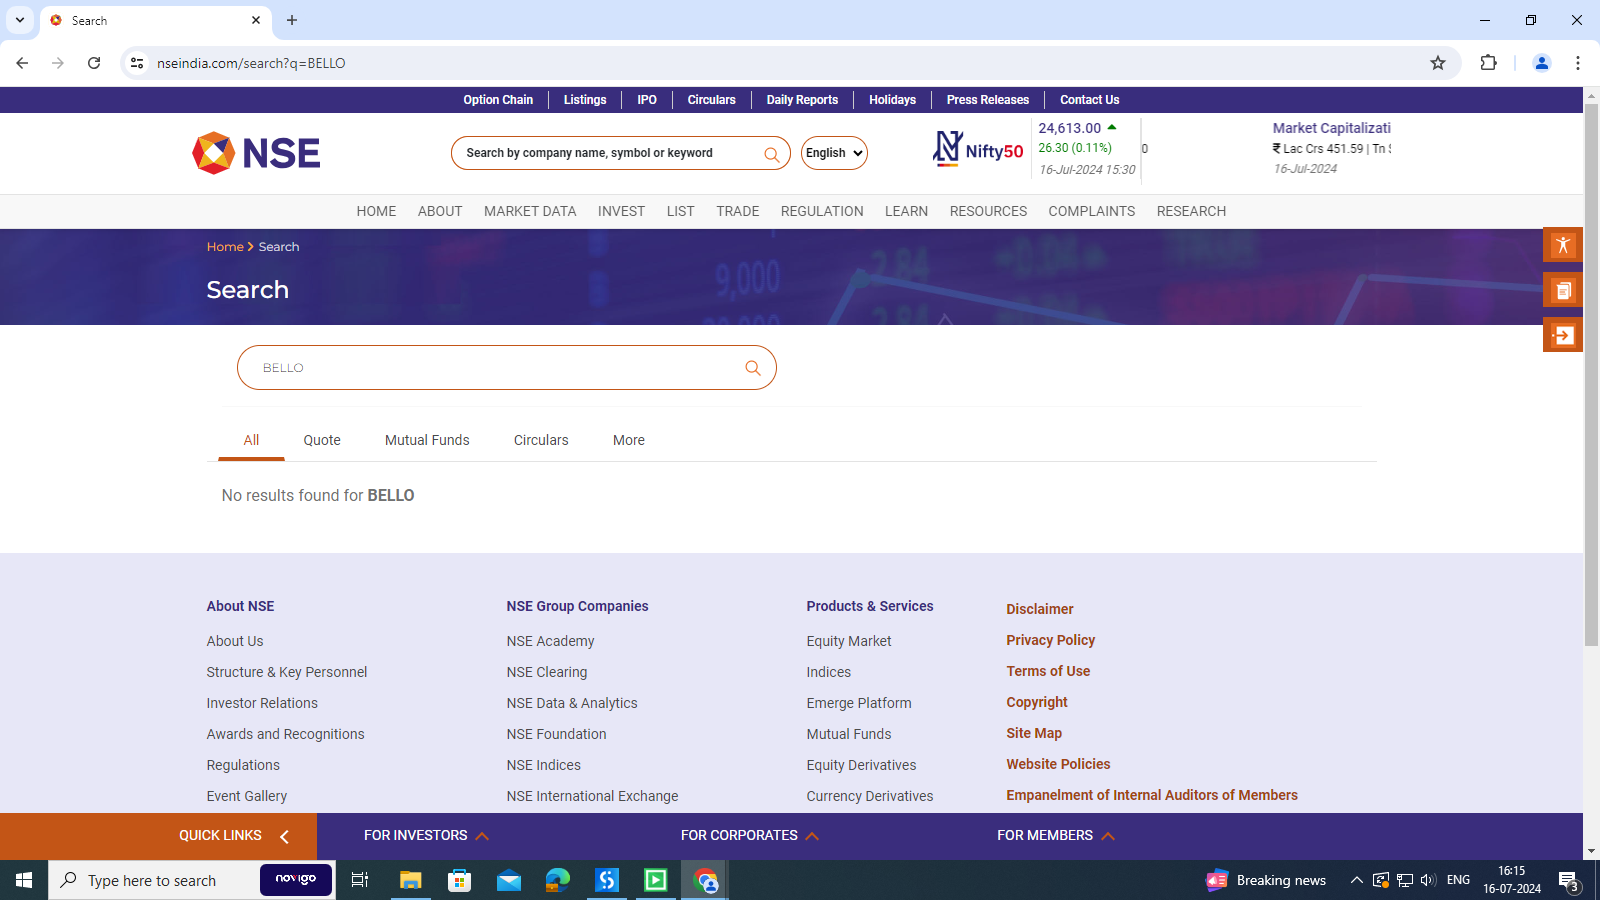 Search
nseindia.com/search?q=BELLO
Option Chain
Listings
IPO
Circulars
Daily Reports
Holidays
Press Releases
Contact Us
NSE
Search by company name, symbol or keyword
English
Nifty50
24,613.00
26.30 (0.11%)
16-Jul-2024 15:30
0
Market Capitalizati
₹ Lac Crs 451.59 | Tn
16-Jul-2024
HOME
ABOUT
MARKET DATA
INVEST
LIST
TRADE
REGULATION
LEARN
RESOURCES
COMPLAINTS
RESEARCH
Home > Search
9,000
2.84
Search
2.84
BELLO
All
Quote
Mutual Funds
Circulars
More
No results found for BELLO
About NSE
About Us
Structure & Key Personnel
Investor Relations
Awards and Recognitions
Regulations
Event Gallery
NSE Group Companies
NSE Academy
NSE Clearing
NSE Data & Analytics
NSE Foundation
NSE Indices
NSE International Exchange
Products & Services
Equity Market
Indices
Emerge Platform
Mutual Funds
Equity Derivatives
Currency Derivatives
Disclaimer
Privacy Policy
Terms of Use
Copyright
Site Map
Website Policies
Empanelment of Internal Auditors of Members
QUICK LINKS
FOR INVESTORS
FOR CORPORATES
FOR MEMBERS
Type here to search
novigo
Breaking news
ENG
16:15
16-07-2024
3